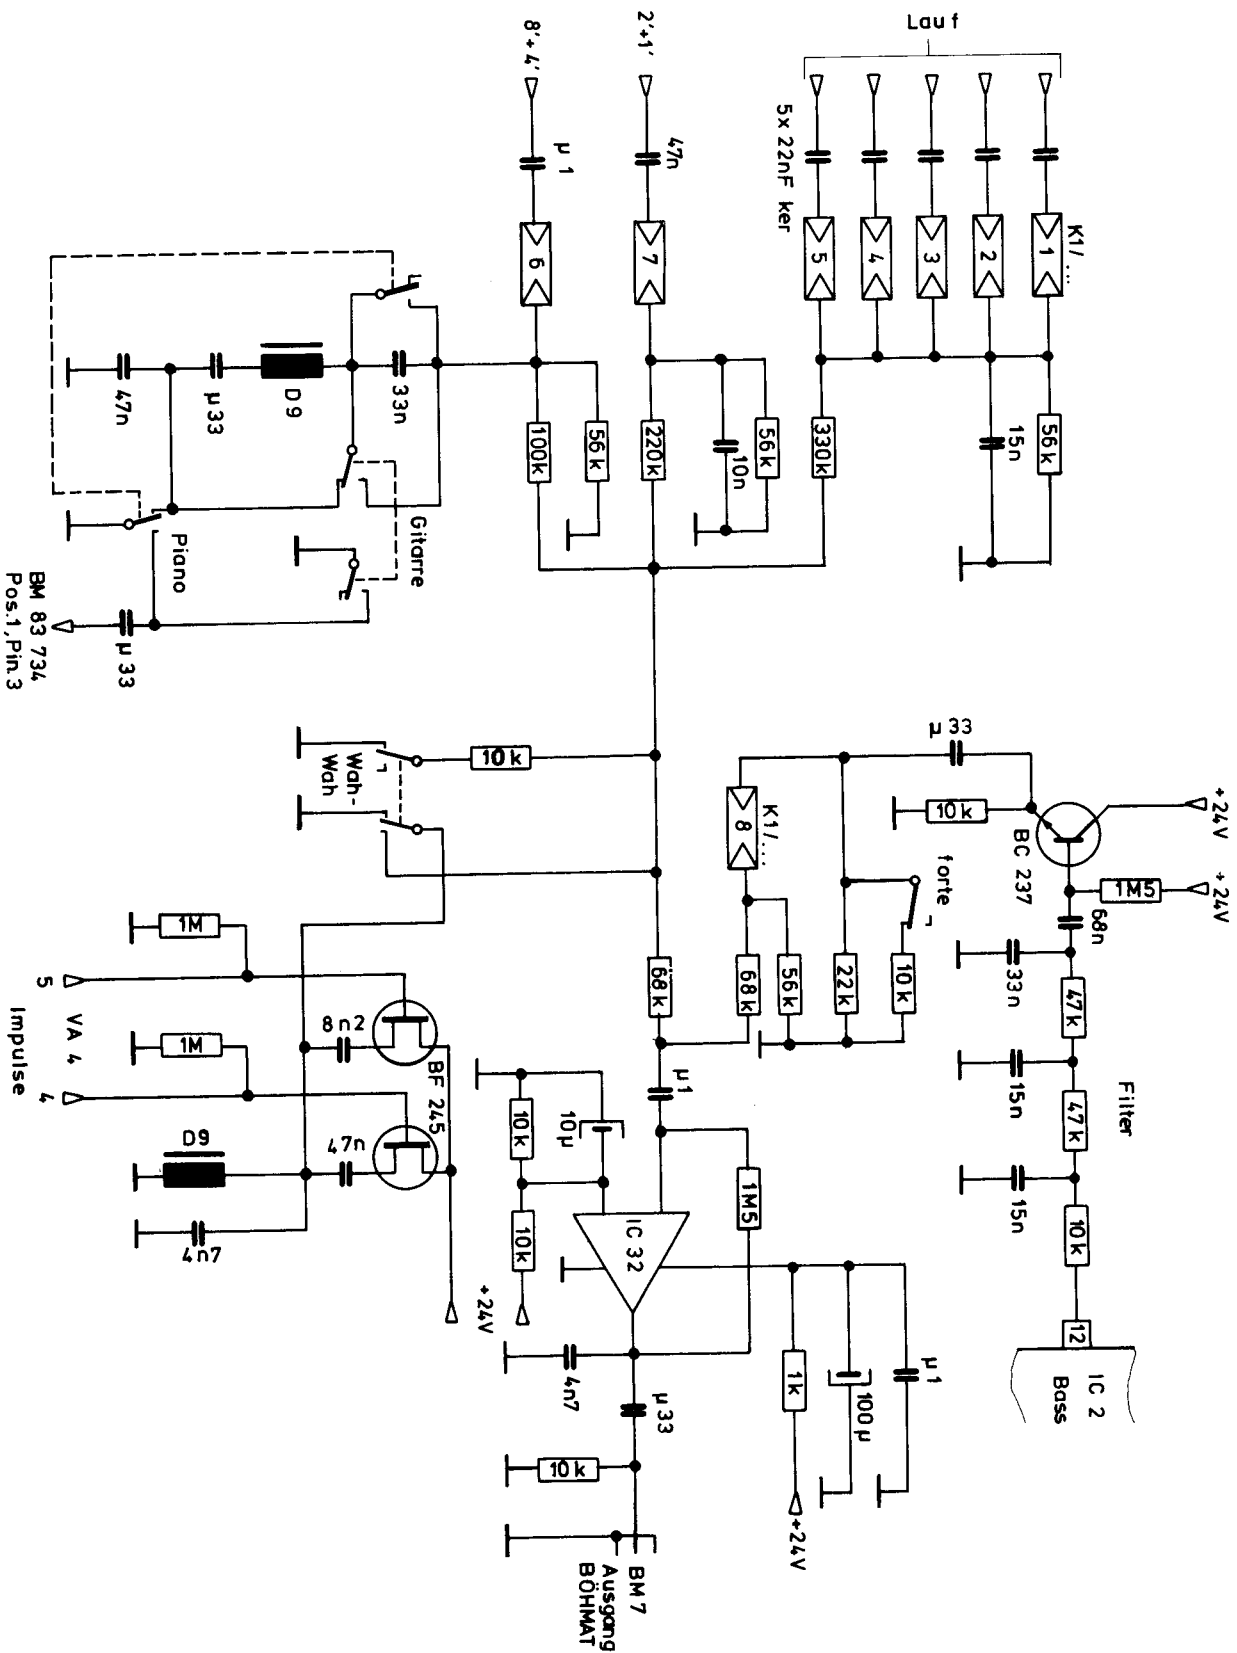 Lauf
5x 22nF ker
K1/...
1
2
3
4
5
56k
15n
330k
2'+1'
47n
7
56k
10n
220k
8'+4'
µ1
6
56k
100k
33n
D9
µ33
47n
Gitarre
Piano
µ33
BM 83 734
Pos.1, Pin.3
+24V
+24V
1M5
BC 237
68n
33n
47k
15n
Filter
47k
15n
10k
12
IC 2
Bass
µ33
10k
forte
K1/...
8
10k
22k
56k
68k
68k
10k
Wah-
Wah
µ1
1M5
10µ
10k
10k
+24V
IC 32
µ1
100µ
1k
+24V
4n7
µ33
10k
BM7
Ausgang
BÖHMAT
1M
5
VA 4
1M
4
Impulse
8n2
BF 245
47n
D9
4n7